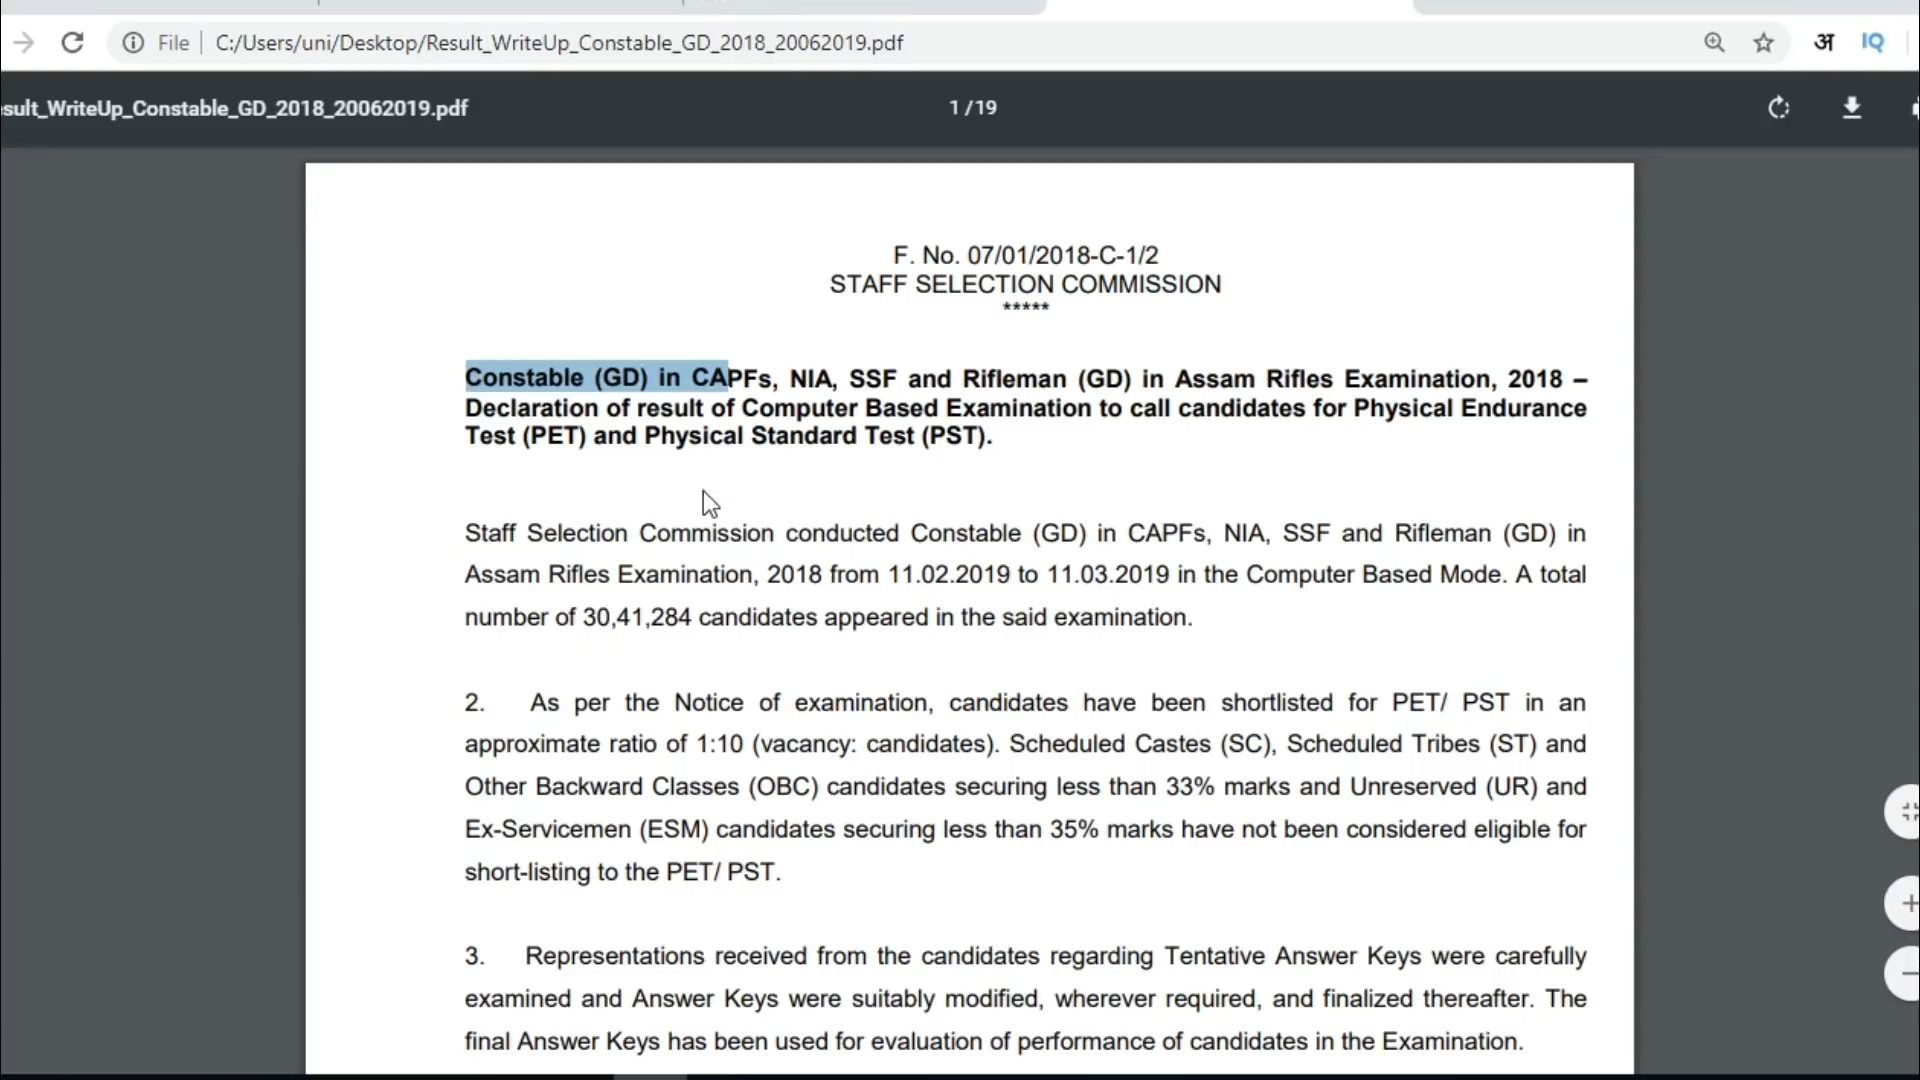 File
C:/Users/uni/Desktop/Result_WriteUp_Constable_GD_2018_20062019.pdf
अ
IQ
sult_WriteUp_Constable_GD_2018_20062019.pdf
1 / 19
F. No. 07/01/2018-C-1/2
STAFF SELECTION COMMISSION
*****
Constable (GD) in CAPFs, NIA, SSF and Rifleman (GD) in Assam Rifles Examination, 2018 –
Declaration of result of Computer Based Examination to call candidates for Physical Endurance
Test (PET) and Physical Standard Test (PST).
Staff Selection Commission conducted Constable (GD) in CAPFs, NIA, SSF and Rifleman (GD) in
Assam Rifles Examination, 2018 from 11.02.2019 to 11.03.2019 in the Computer Based Mode. A total
number of 30,41,284 candidates appeared in the said examination.
2. As per the Notice of examination, candidates have been shortlisted for PET/ PST in an
approximate ratio of 1:10 (vacancy: candidates). Scheduled Castes (SC), Scheduled Tribes (ST) and
Other Backward Classes (OBC) candidates securing less than 33% marks and Unreserved (UR) and
Ex-Servicemen (ESM) candidates securing less than 35% marks have not been considered eligible for
short-listing to the PET/ PST.
3. Representations received from the candidates regarding Tentative Answer Keys were carefully
examined and Answer Keys were suitably modified, wherever required, and finalized thereafter. The
final Answer Keys has been used for evaluation of performance of candidates in the Examination.